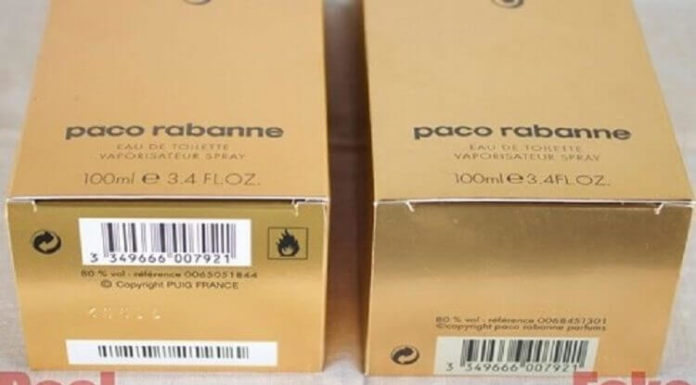 paco rabanne
EAU DE TOILETTE
VAPORISATEUR SPRAY
100ml e 3.4 FL.OZ.
3 349666 007921
80 % vol - référence 0065051844
© Copyright PUIG FRANCE
Real
paco rabanne
EAU DE TOILETTE
VAPORISATEUR SPRAY
100ml e 3.4 FL.OZ.
80 % vol - référence 0068451301
©copyright paco rabanne parfums
3 349666 007921
Fake